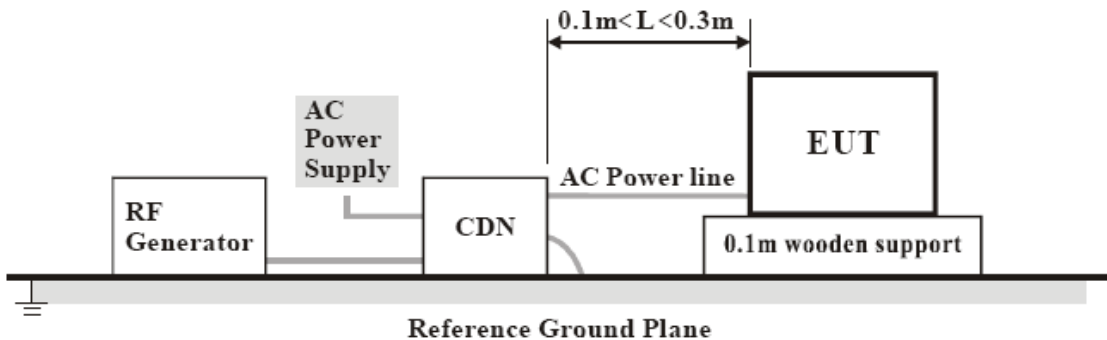 0.1m< L <0.3m
AC
Power
Supply
EUT
AC Power line
RF
Generator
CDN
0.1m wooden support
Reference Ground Plane